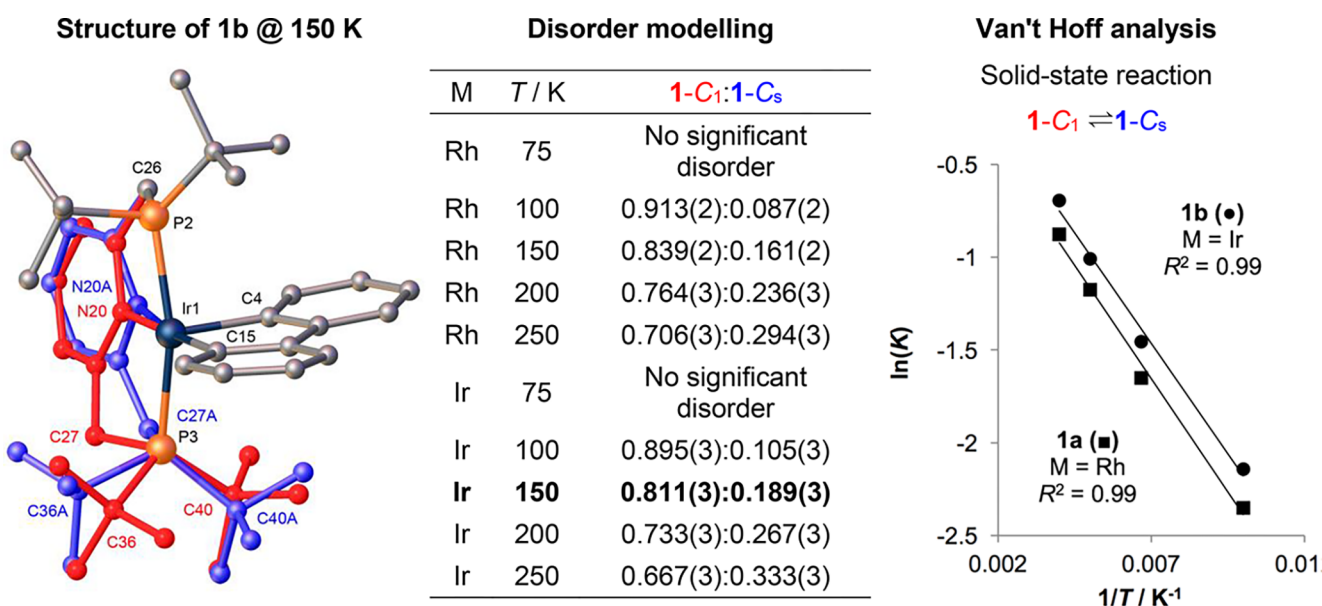 Structure of 1b @ 150 K
C26
P2
N20A
N20
Ir1
C4
C15
C27A
C27
P3
C36A
C36
C40
C40A
Disorder modelling
M T / K 1-C₁:1-Cₛ
Rh 75 No significant
disorder
Rh 100 0.913(2):0.087(2)
Rh 150 0.839(2):0.161(2)
Rh 200 0.764(3):0.236(3)
Rh 250 0.706(3):0.294(3)
Ir 75 No significant
disorder
Ir 100 0.895(3):0.105(3)
Ir 150 0.811(3):0.189(3)
Ir 200 0.733(3):0.267(3)
Ir 250 0.667(3):0.333(3)
Van't Hoff analysis
Solid-state reaction
1-C₁ ⇌ 1-Cₛ
-0.5
-1
-1.5
-2
-2.5
ln(K)
1b (●)
M = Ir
R² = 0.99
1a (■)
M = Rh
R² = 0.99
0.002 0.007
1/T / K⁻¹